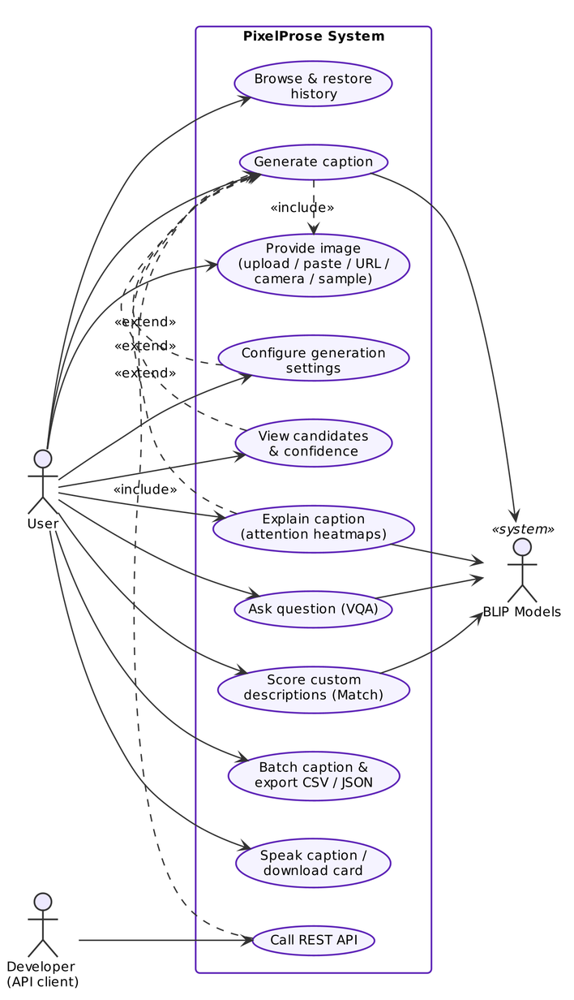 PixelProse System
Browse & restore
history
Generate caption
«include»
Provide image
(upload / paste / URL /
camera / sample)
«extend»
«extend»
«extend»
Configure generation
settings
View candidates
& confidence
«include»
Explain caption
(attention heatmaps)
User
«system»
BLIP Models
Ask question (VQA)
Score custom
descriptions (Match)
Batch caption &
export CSV / JSON
Speak caption /
download card
Call REST API
Developer
(API client)